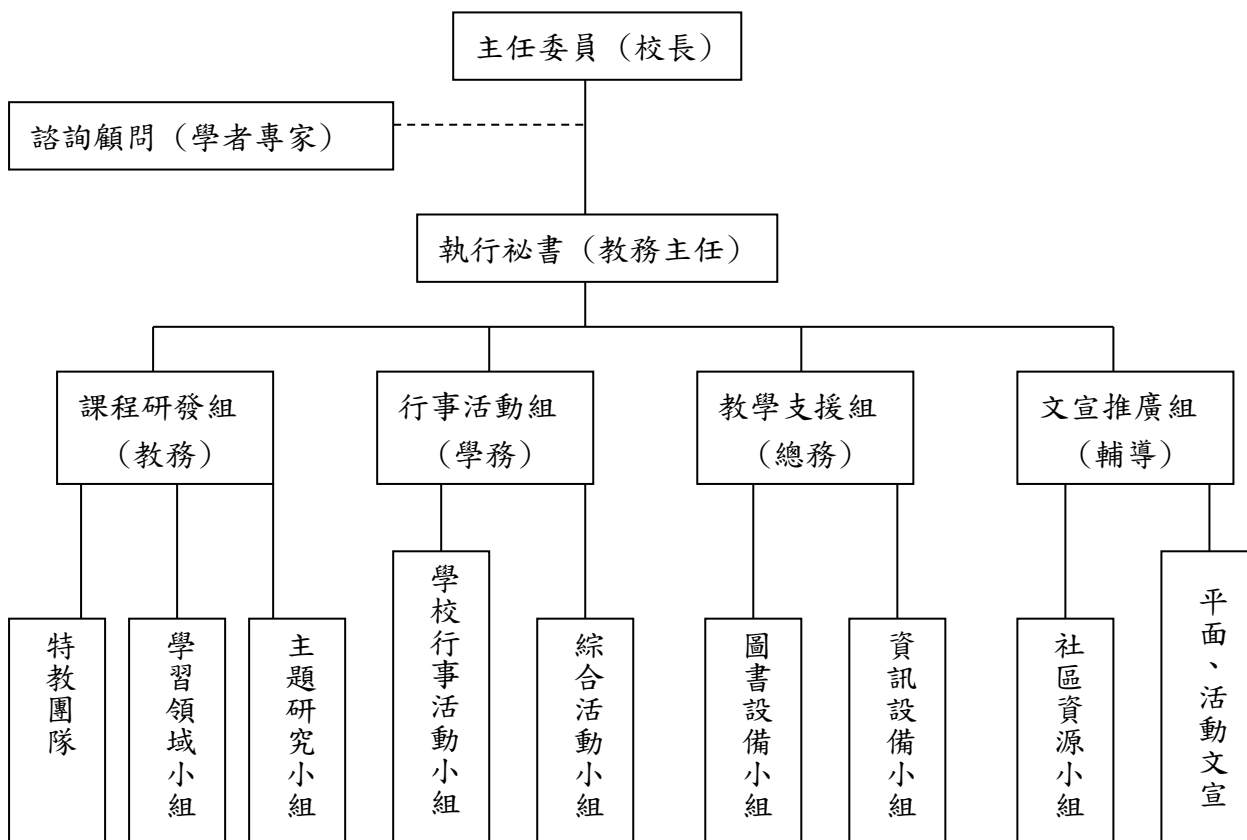 主任委員（校長）
諮詢顧問（學者專家）
執行祕書（教務主任）
課程研發組
（教務）
行事活動組
（學務）
教學支援組
（總務）
文宣推廣組
（輔導）
特教團隊
學習領域小組
主題研究小組
學校行事活動小組
綜合活動小組
圖書設備小組
資訊設備小組
社區資源小組
平面、活動文宣